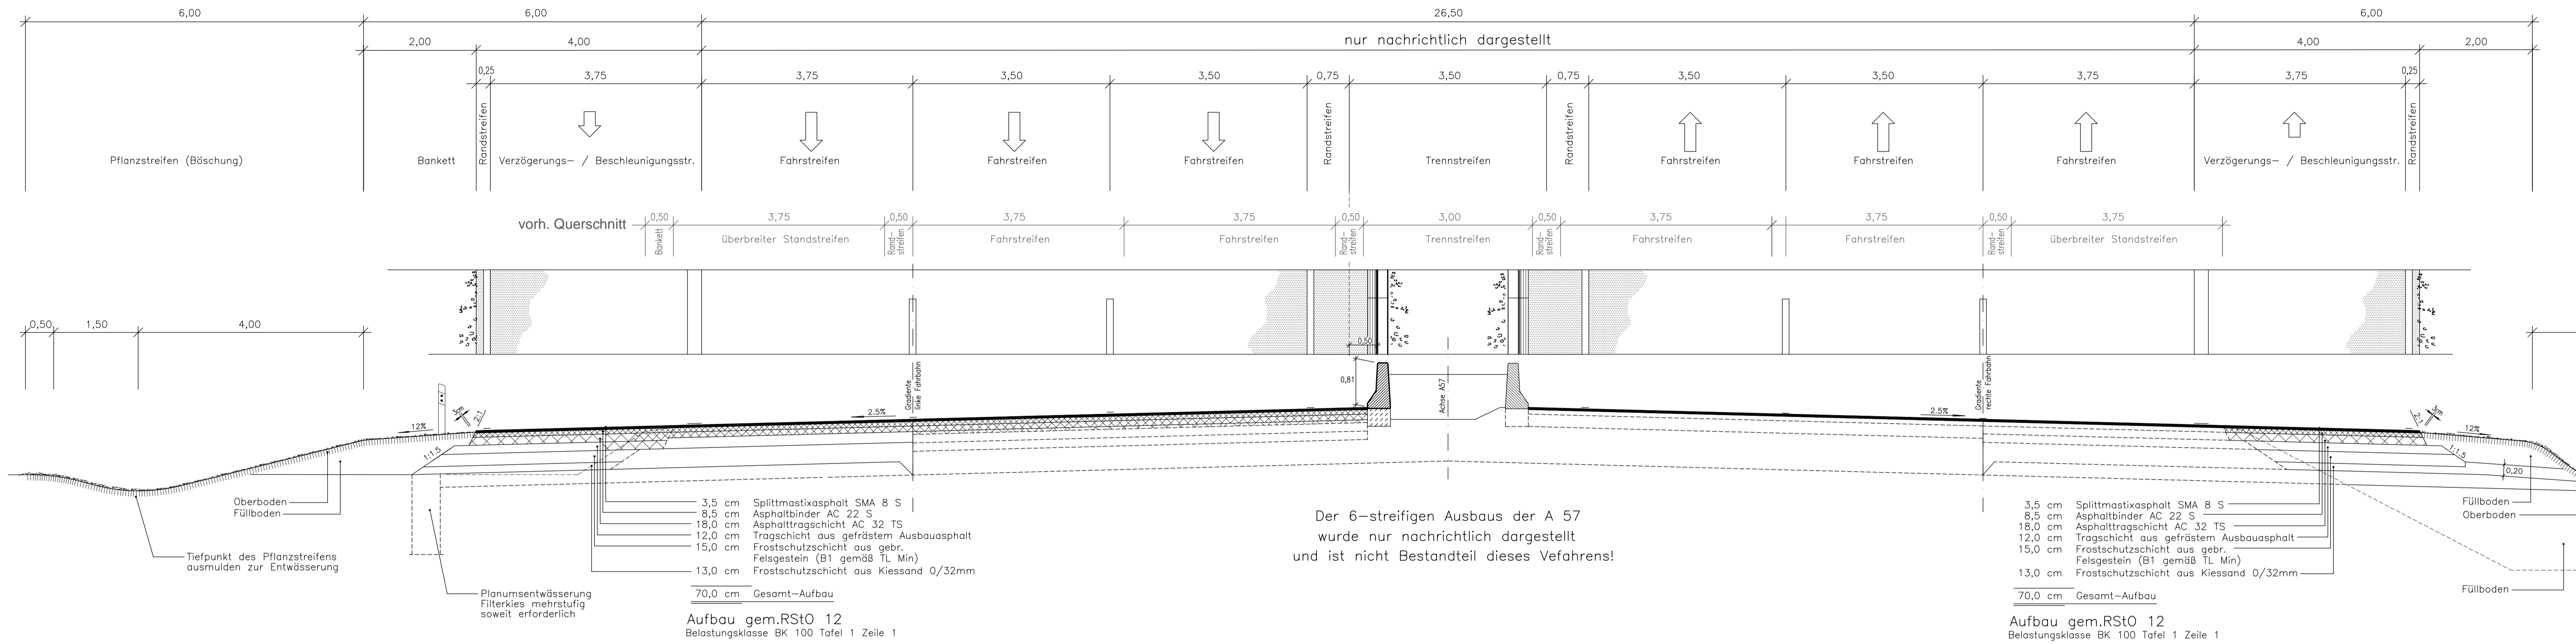 6,00
6,00
26,50
6,00
2,00
4,00
nur nachrichtlich dargestellt
4,00
2,00
0,25
3,75
3,75
3,50
3,50
0,75
3,50
0,75
3,50
3,50
3,75
3,75
0,25
Pflanzstreifen (Böschung)
Bankett
Randstreifen
Verzögerungs- / Beschleunigungsstr.
Fahrstreifen
Fahrstreifen
Fahrstreifen
Randstreifen
Trennstreifen
Randstreifen
Fahrstreifen
Fahrstreifen
Fahrstreifen
Verzögerungs- / Beschleunigungsstr.
Randstreifen
vorh. Querschnitt
0,50
3,75
0,50
3,75
3,75
0,50
3,00
0,50
3,75
3,75
0,50
3,75
Bankett
überbreiter Standstreifen
Rand-
streifen
Fahrstreifen
Fahrstreifen
Rand-
streifen
Trennstreifen
Rand-
streifen
Fahrstreifen
Fahrstreifen
Rand-
streifen
überbreiter Standstreifen
0,50
1,50
4,00
0,50
0,81
Gradiente
linke Fahrbahn
Achse A57
Gradiente
rechte Fahrbahn
12%
3cm
2:1
2.5%
2.5%
2:1
3cm
12%
1:1.5
1:1.5
0,20
Oberboden
Füllboden
Tiefpunkt des Pflanzstreifens
ausmulden zur Entwässerung
Planumsentwässerung
Filterkies mehrstufig
soweit erforderlich
3,5 cm Splittmastixasphalt SMA 8 S
8,5 cm Asphaltbinder AC 22 S
18,0 cm Asphalttragschicht AC 32 TS
12,0 cm Tragschicht aus gefrästem Ausbauasphalt
15,0 cm Frostschutzschicht aus gebr.
Felsgestein (B1 gemäß TL Min)
13,0 cm Frostschutzschicht aus Kiessand 0/32mm
70,0 cm Gesamt-Aufbau
Aufbau gem.RStO 12
Belastungsklasse BK 100 Tafel 1 Zeile 1
Der 6-streifigen Ausbaus der A 57
wurde nur nachrichtlich dargestellt
und ist nicht Bestandteil dieses Vefahrens!
3,5 cm Splittmastixasphalt SMA 8 S
8,5 cm Asphaltbinder AC 22 S
18,0 cm Asphalttragschicht AC 32 TS
12,0 cm Tragschicht aus gefrästem Ausbauasphalt
15,0 cm Frostschutzschicht aus gebr.
Felsgestein (B1 gemäß TL Min)
13,0 cm Frostschutzschicht aus Kiessand 0/32mm
70,0 cm Gesamt-Aufbau
Aufbau gem.RStO 12
Belastungsklasse BK 100 Tafel 1 Zeile 1
Füllboden
Oberboden
Füllboden